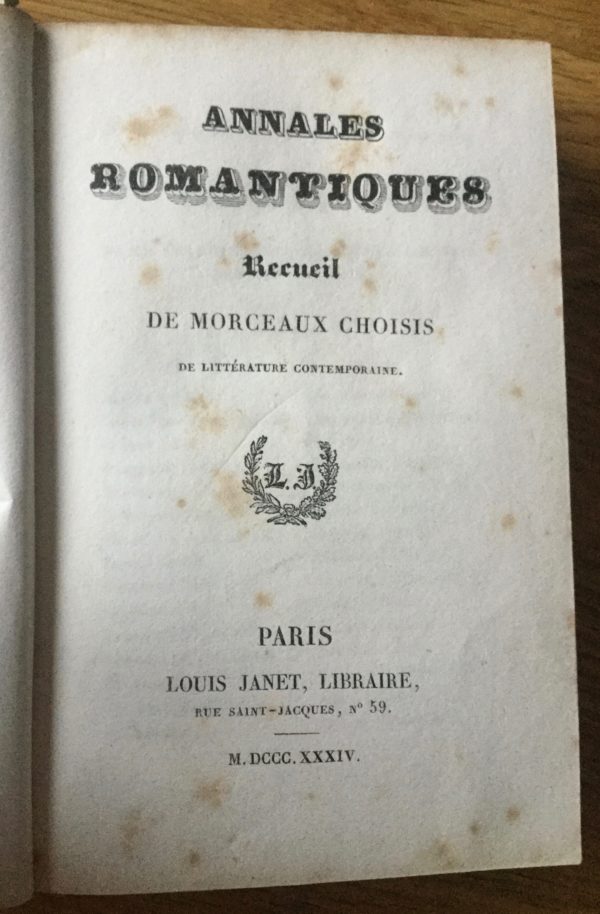 ANNALES
ROMANTIQUES
Recueil
DE MORCEAUX CHOISIS
DE LITTÉRATURE CONTEMPORAINE.
L. J.
PARIS
LOUIS JANET, LIBRAIRE,
RUE SAINT-JACQUES, Nº 59.
M.DCCC.XXXIV.